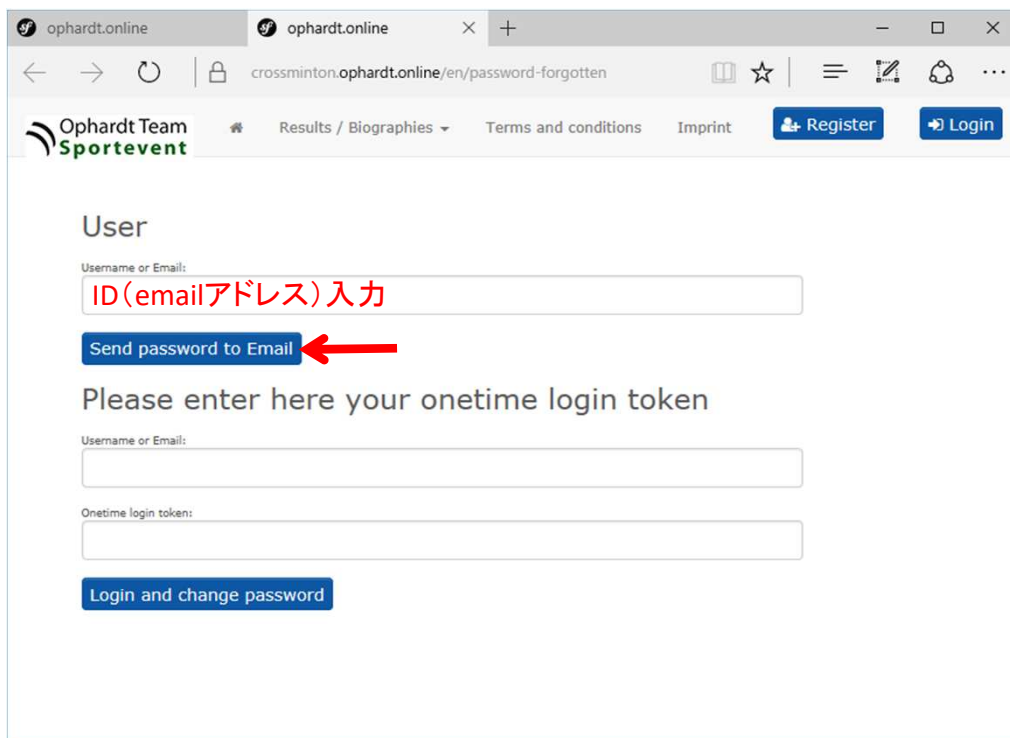 ophardt.online
ophardt.online
crossminton.ophardt.online/en/password-forgotten
Ophardt Team
Sportevent
Results / Biographies
Terms and conditions
Imprint
Register
Login
User
Username or Email:
ID（emailアドレス）入力
Send password to Email
Please enter here your onetime login token
Username or Email:
Onetime login token:
Login and change password